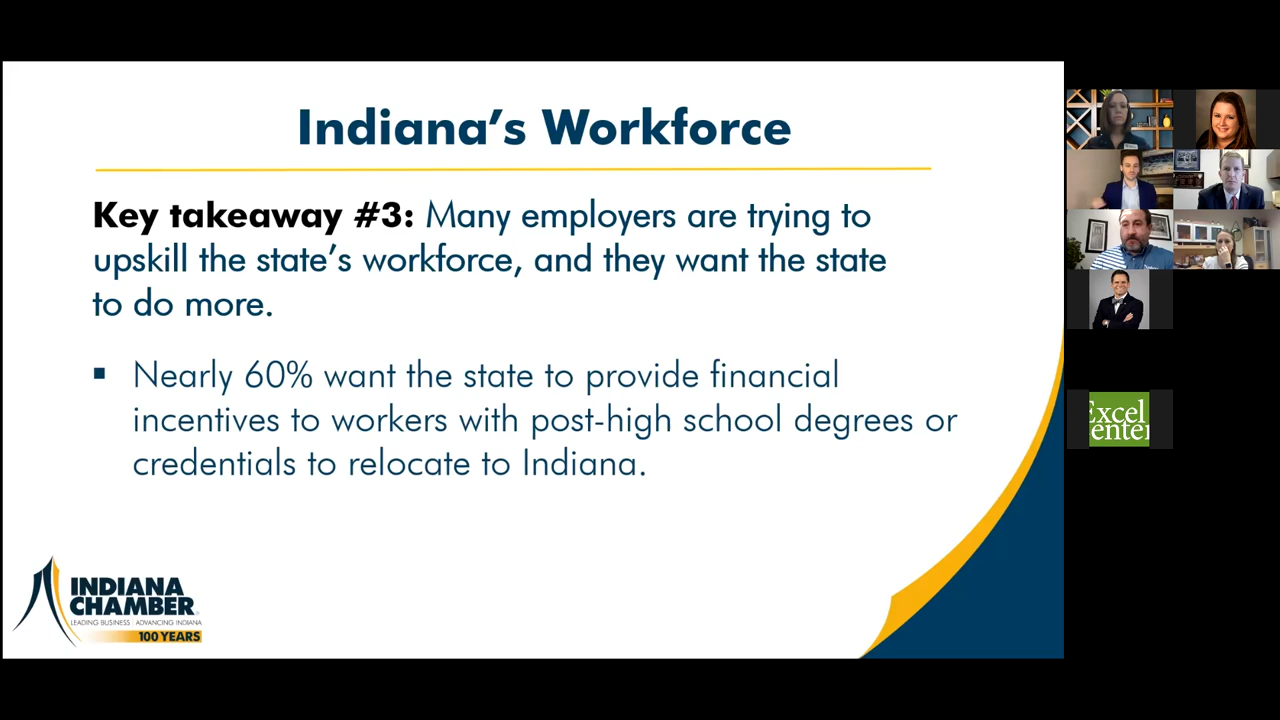 Indiana's Workforce
Key takeaway #3: Many employers are trying to
upskill the state's workforce, and they want the state
to do more.
▪ Nearly 60% want the state to provide financial
incentives to workers with post-high school degrees or
credentials to relocate to Indiana.
INDIANA
CHAMBER
LEADING BUSINESS | ADVANCING INDIANA
100 YEARS
Excel
Center